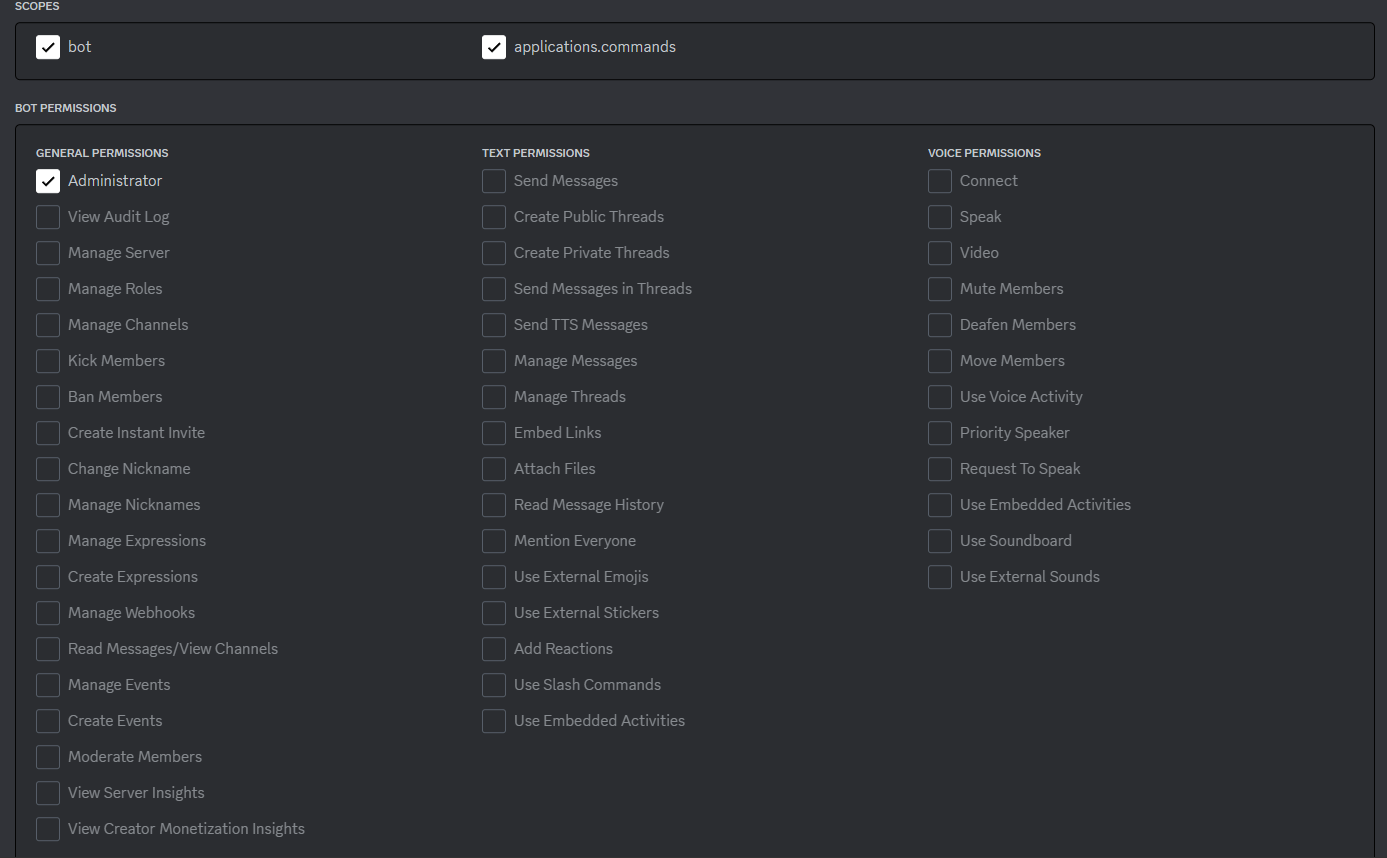 SCOPES
bot
applications.commands
BOT PERMISSIONS
GENERAL PERMISSIONS
Administrator
View Audit Log
Manage Server
Manage Roles
Manage Channels
Kick Members
Ban Members
Create Instant Invite
Change Nickname
Manage Nicknames
Manage Expressions
Create Expressions
Manage Webhooks
Read Messages/View Channels
Manage Events
Create Events
Moderate Members
View Server Insights
View Creator Monetization Insights
TEXT PERMISSIONS
Send Messages
Create Public Threads
Create Private Threads
Send Messages in Threads
Send TTS Messages
Manage Messages
Manage Threads
Embed Links
Attach Files
Read Message History
Mention Everyone
Use External Emojis
Use External Stickers
Add Reactions
Use Slash Commands
Use Embedded Activities
VOICE PERMISSIONS
Connect
Speak
Video
Mute Members
Deafen Members
Move Members
Use Voice Activity
Priority Speaker
Request To Speak
Use Embedded Activities
Use Soundboard
Use External Sounds